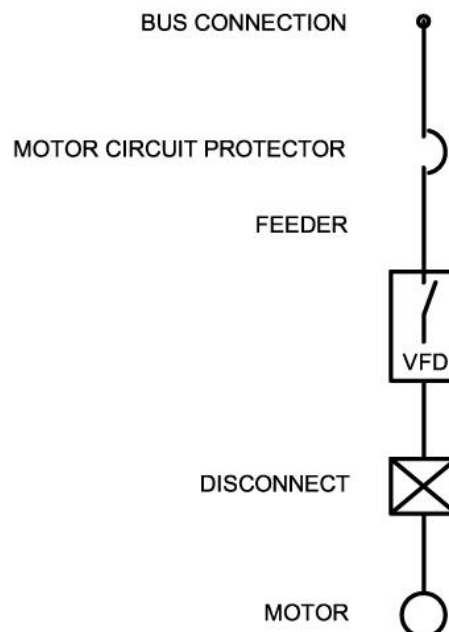 BUS CONNECTION
MOTOR CIRCUIT PROTECTOR
FEEDER
VFD
DISCONNECT
MOTOR